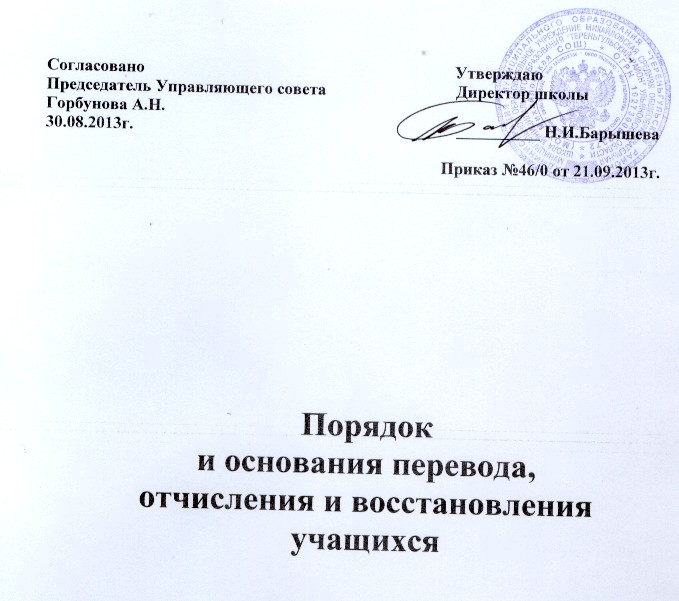 Согласовано
Председатель Управляющего совета
Горбунова А.Н.
30.08.2013г.
Утверждаю
Директор школы
Н.И.Барышева
Приказ №46/0 от 21.09.2013г.
Порядок
и основания перевода,
отчисления и восстановления
учащихся